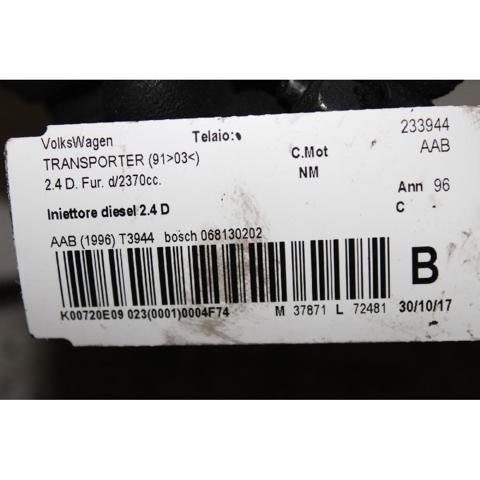 VolksWagen Telaio: 233944
TRANSPORTER (91>03<) C.Mot AAB
2.4 D. Fur. d/2370cc. NM Ann 96
Iniettore diesel 2.4 D C
AAB (1996) T3944 bosch 068130202
B
K00720E09 023(0001)0004F74 M 37871 L 72481 30/10/17